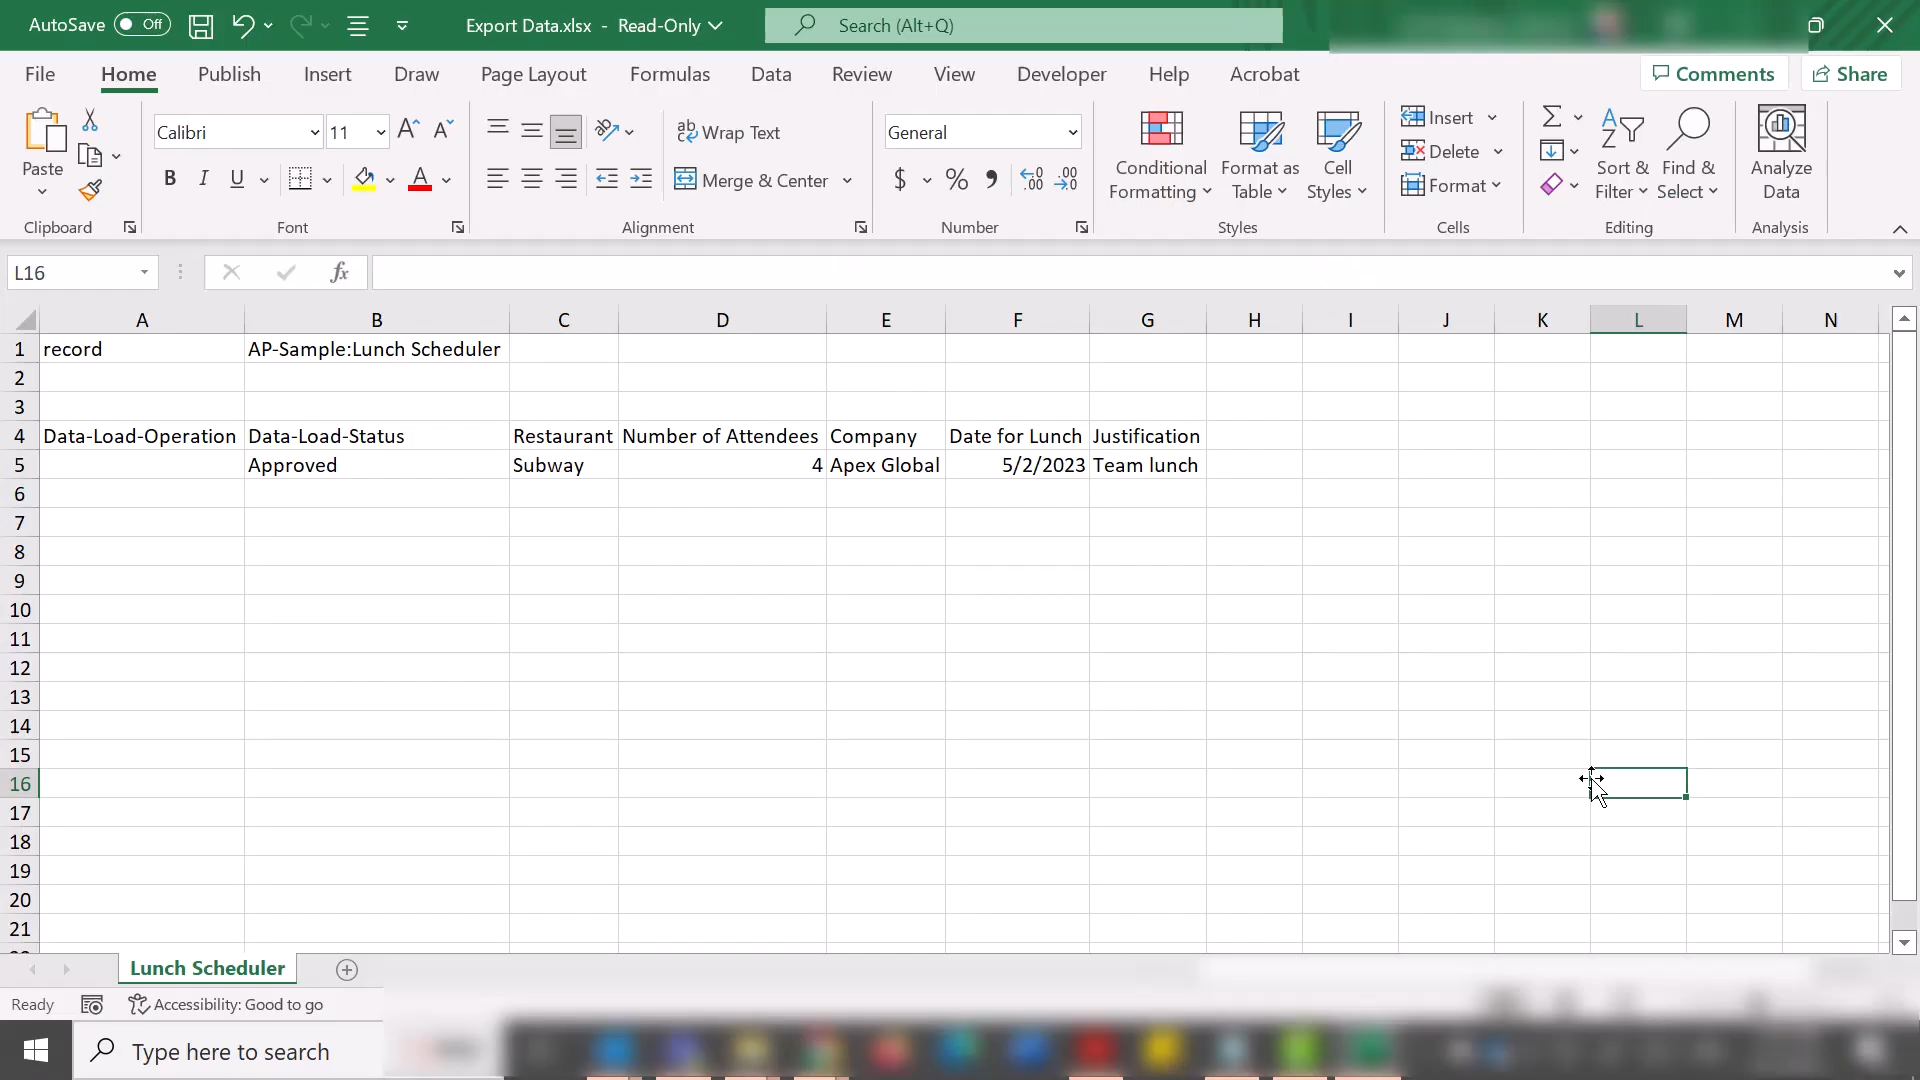 AutoSave Off Export Data.xlsx - Read-Only Search (Alt+Q)
File Home Publish Insert Draw Page Layout Formulas Data Review View Developer Help Acrobat Comments Share
Paste Calibri 11 ab Wrap Text General Conditional Formatting Format as Table Cell Styles Insert Sort & Filter Find & Select Analyze Data
Delete
B I U A Merge & Center $ % .00 .00 Format
Clipboard Font Alignment Number Styles Cells Editing Analysis
L16 fx
A B C D E F G H I J K L M N
1 record AP-Sample:Lunch Scheduler
2
3
4 Data-Load-Operation Data-Load-Status Restaurant Number of Attendees Company Date for Lunch Justification
5 Approved Subway 4 Apex Global 5/2/2023 Team lunch
6
7
8
9
10
11
12
13
14
15
16
17
18
19
20
21
Lunch Scheduler
Ready Accessibility: Good to go
Type here to search